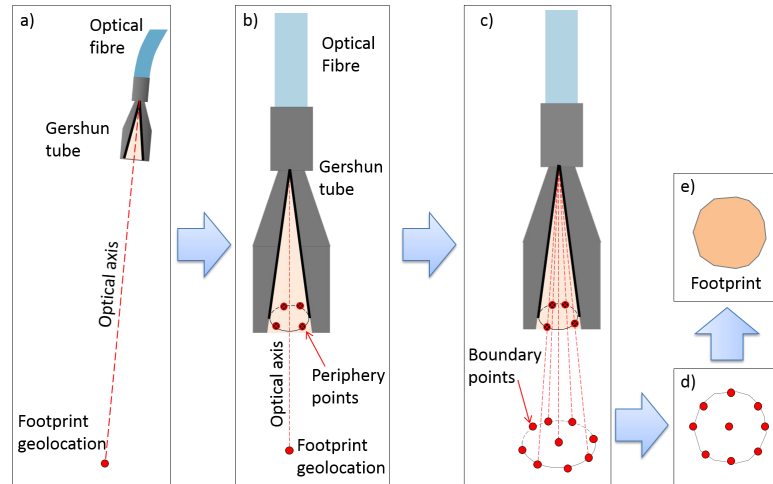 a)
Optical
fibre
Gershun
tube
Optical axis
Footprint
geolocation
b)
Optical
Fibre
Gershun
tube
Periphery
points
Optical axis
Footprint
geolocation
c)
Boundary
points
e)
Footprint
d)